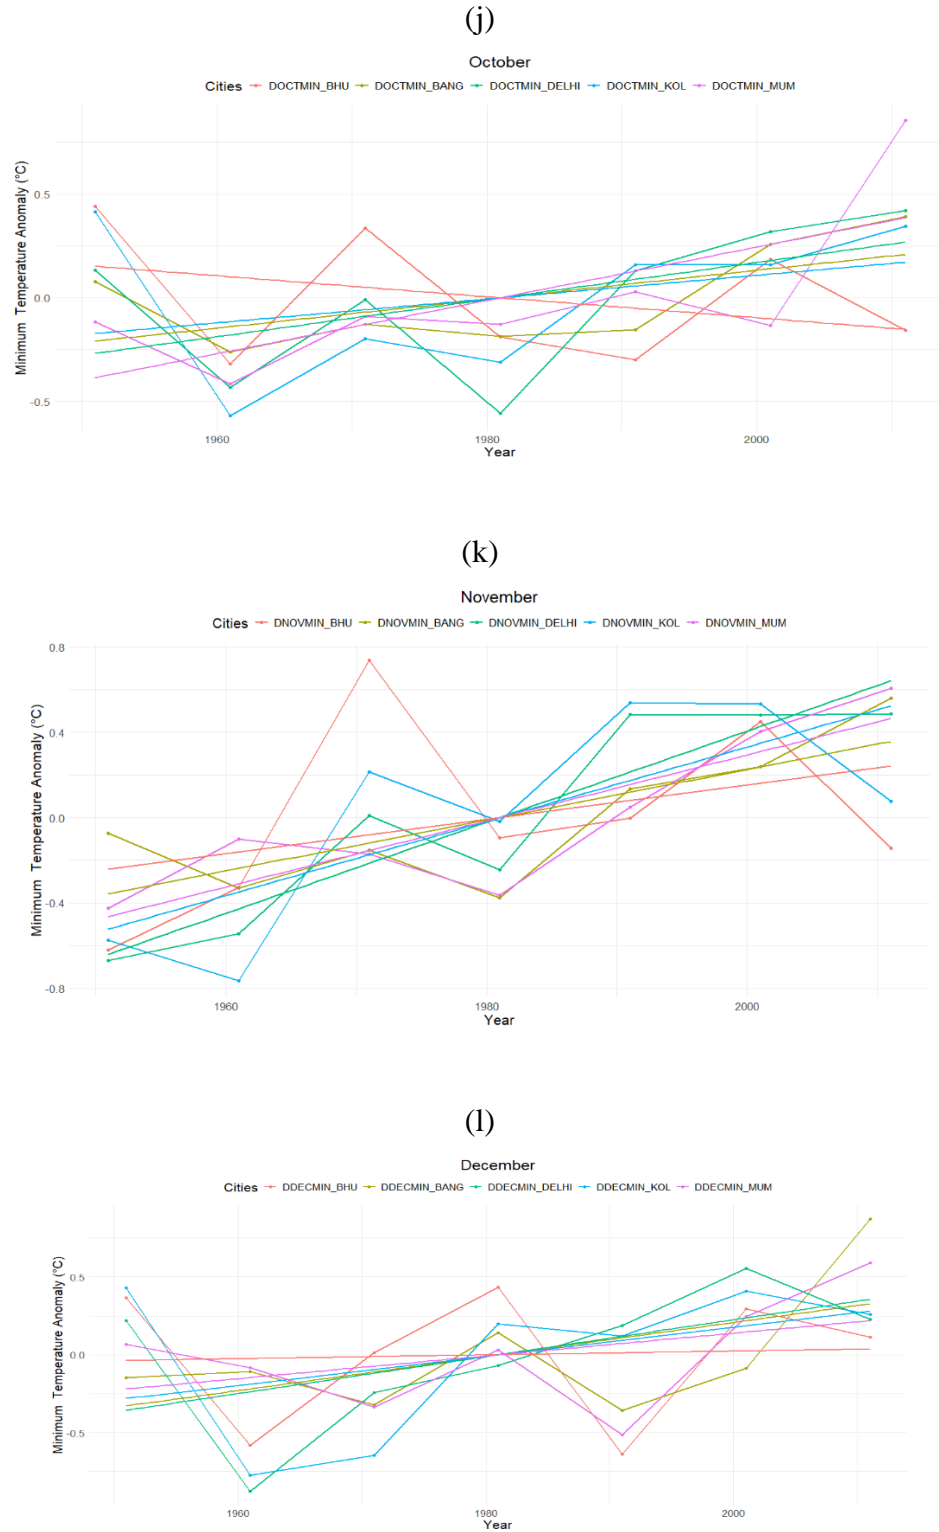 (j)
October
Cities DOCTMIN_BHU DOCTMIN_BANG DOCTMIN_DELHI DOCTMIN_KOL DOCTMIN_MUM
Minimum Temperature Anomaly (°C)
0.5
0.0
-0.5
1960 1980 2000
Year
(k)
November
Cities DNOVMIN_BHU DNOVMIN_BANG DNOVMIN_DELHI DNOVMIN_KOL DNOVMIN_MUM
Minimum Temperature Anomaly (°C)
0.8
0.4
0.0
-0.4
-0.8
1960 1980 2000
Year
(l)
December
Cities DDECMIN_BHU DDECMIN_BANG DDECMIN_DELHI DDECMIN_KOL DDECMIN_MUM
Minimum Temperature Anomaly (°C)
0.5
0.0
-0.5
1960 1980 2000
Year